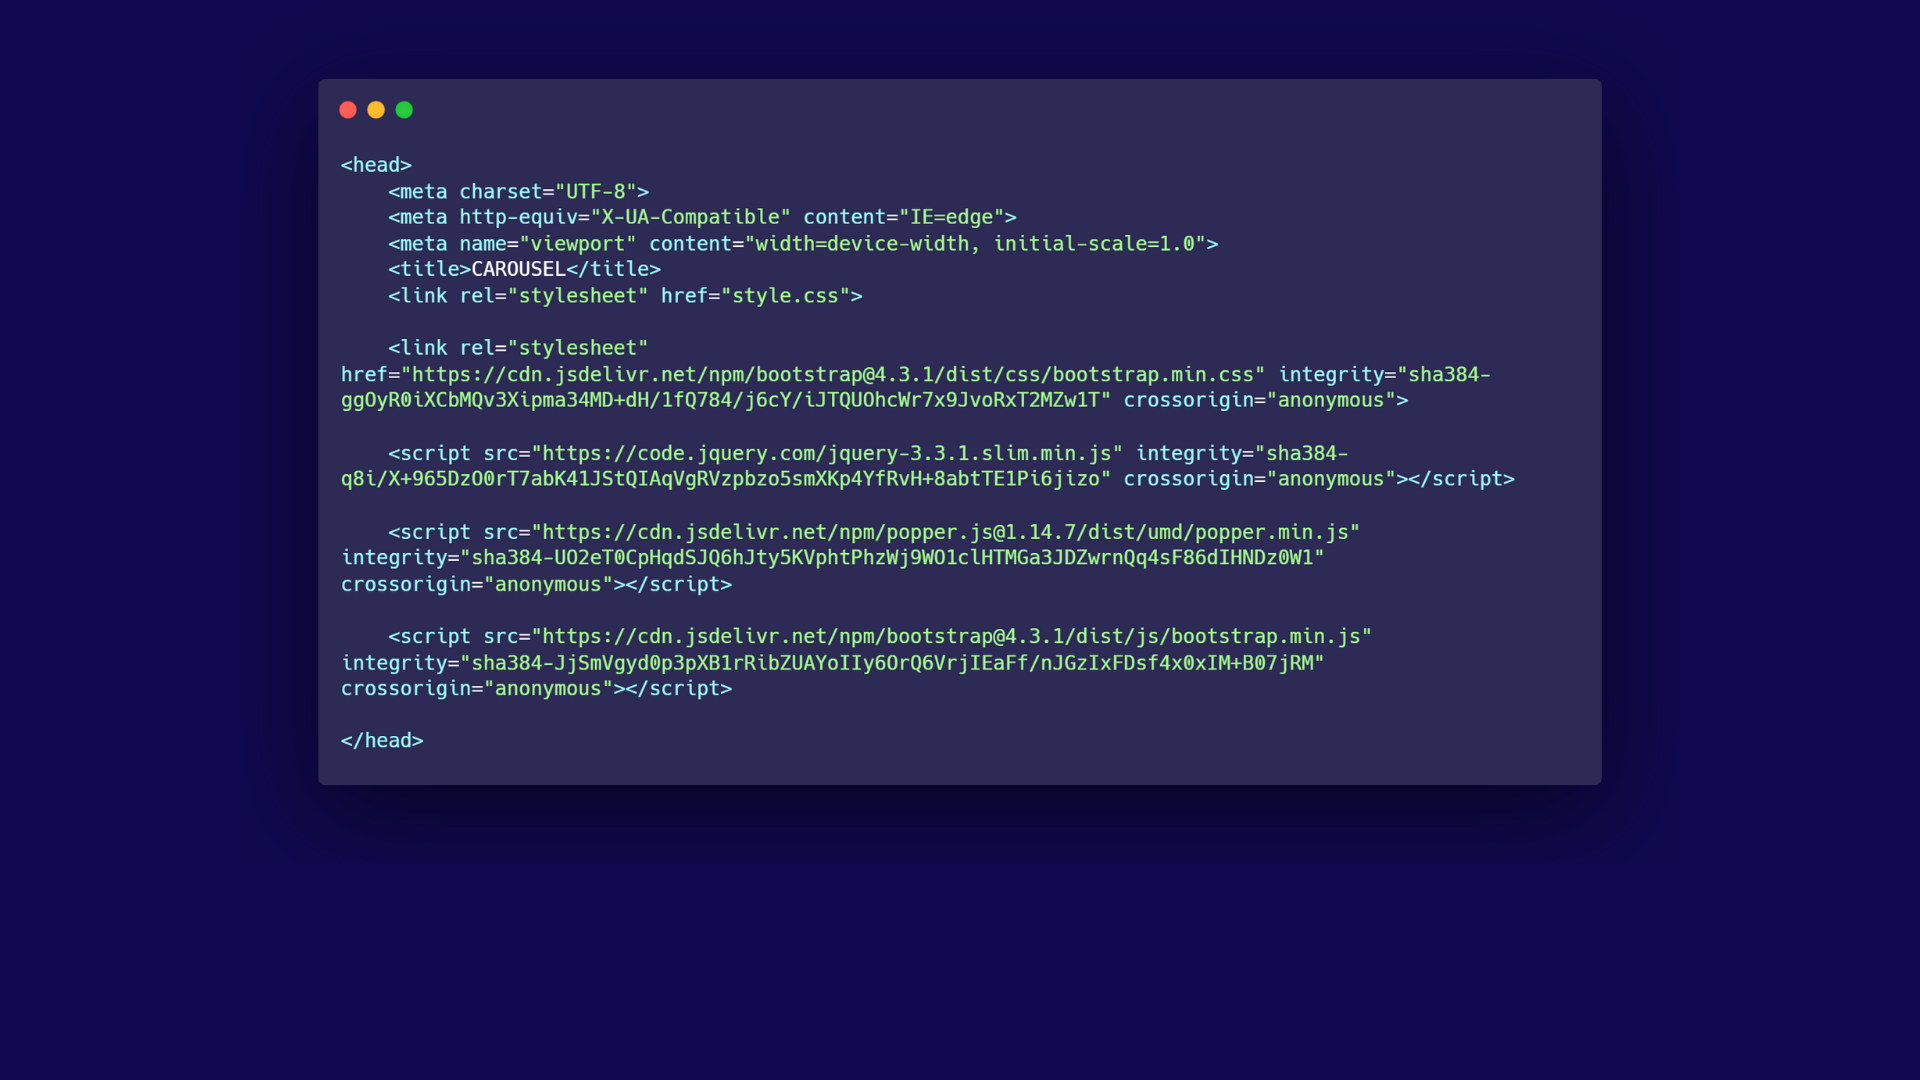 <head>
    <meta charset="UTF-8">
    <meta http-equiv="X-UA-Compatible" content="IE=edge">
    <meta name="viewport" content="width=device-width, initial-scale=1.0">
    <title>CAROUSEL</title>
    <link rel="stylesheet" href="style.css">

    <link rel="stylesheet"
href="https://cdn.jsdelivr.net/npm/bootstrap@4.3.1/dist/css/bootstrap.min.css" integrity="sha384-
ggOyR0iXCbMQv3Xipma34MD+dH/1fQ784/j6cY/iJTQUOhcWr7x9JvoRxT2MZw1T" crossorigin="anonymous">

    <script src="https://code.jquery.com/jquery-3.3.1.slim.min.js" integrity="sha384-
q8i/X+965DzO0rT7abK41JStQIAqVgRVzpbzo5smXKp4YfRvH+8abtTE1Pi6jizo" crossorigin="anonymous"></script>

    <script src="https://cdn.jsdelivr.net/npm/popper.js@1.14.7/dist/umd/popper.min.js"
integrity="sha384-UO2eT0CpHqdSJQ6hJty5KVphtPhzWj9WO1clHTMGa3JDZwrnQq4sF86dIHNDz0W1"
crossorigin="anonymous"></script>

    <script src="https://cdn.jsdelivr.net/npm/bootstrap@4.3.1/dist/js/bootstrap.min.js"
integrity="sha384-JjSmVgyd0p3pXB1rRibZUAYoIIy6OrQ6VrjIEaFf/nJGzIxFDsf4x0xIM+B07jRM"
crossorigin="anonymous"></script>

</head>